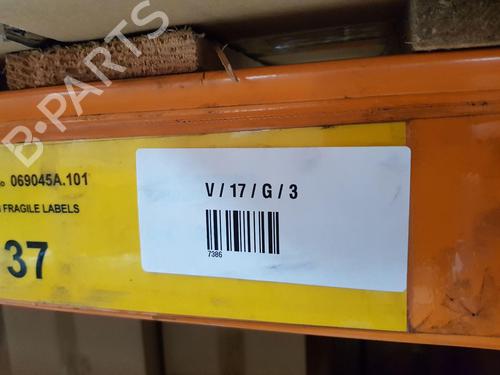 B-PARTS
o 069045A.101
FRAGILE LABELS
37
V / 17 / G / 3
7386